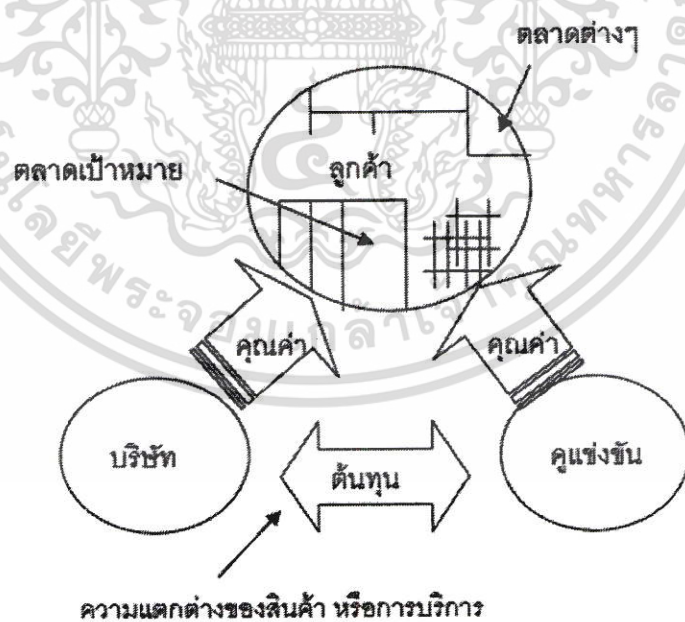 ตลาดต่างๆ
ตลาดเป้าหมาย
ลูกค้า
คุณค่า
คุณค่า
บริษัท
ต้นทุน
คู่แข่งขัน
ความแตกต่างของสินค้า หรือการบริการ